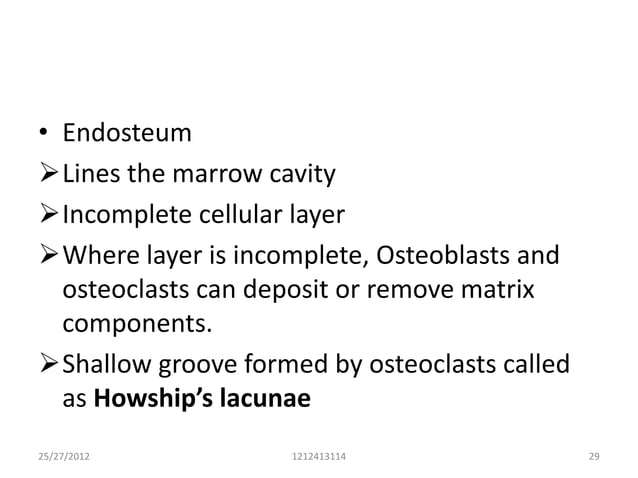 • Endosteum
➢Lines the marrow cavity
➢Incomplete cellular layer
➢Where layer is incomplete, Osteoblasts and
osteoclasts can deposit or remove matrix
components.
➢Shallow groove formed by osteoclasts called
as Howship’s lacunae
25/27/2012 1212413114 29